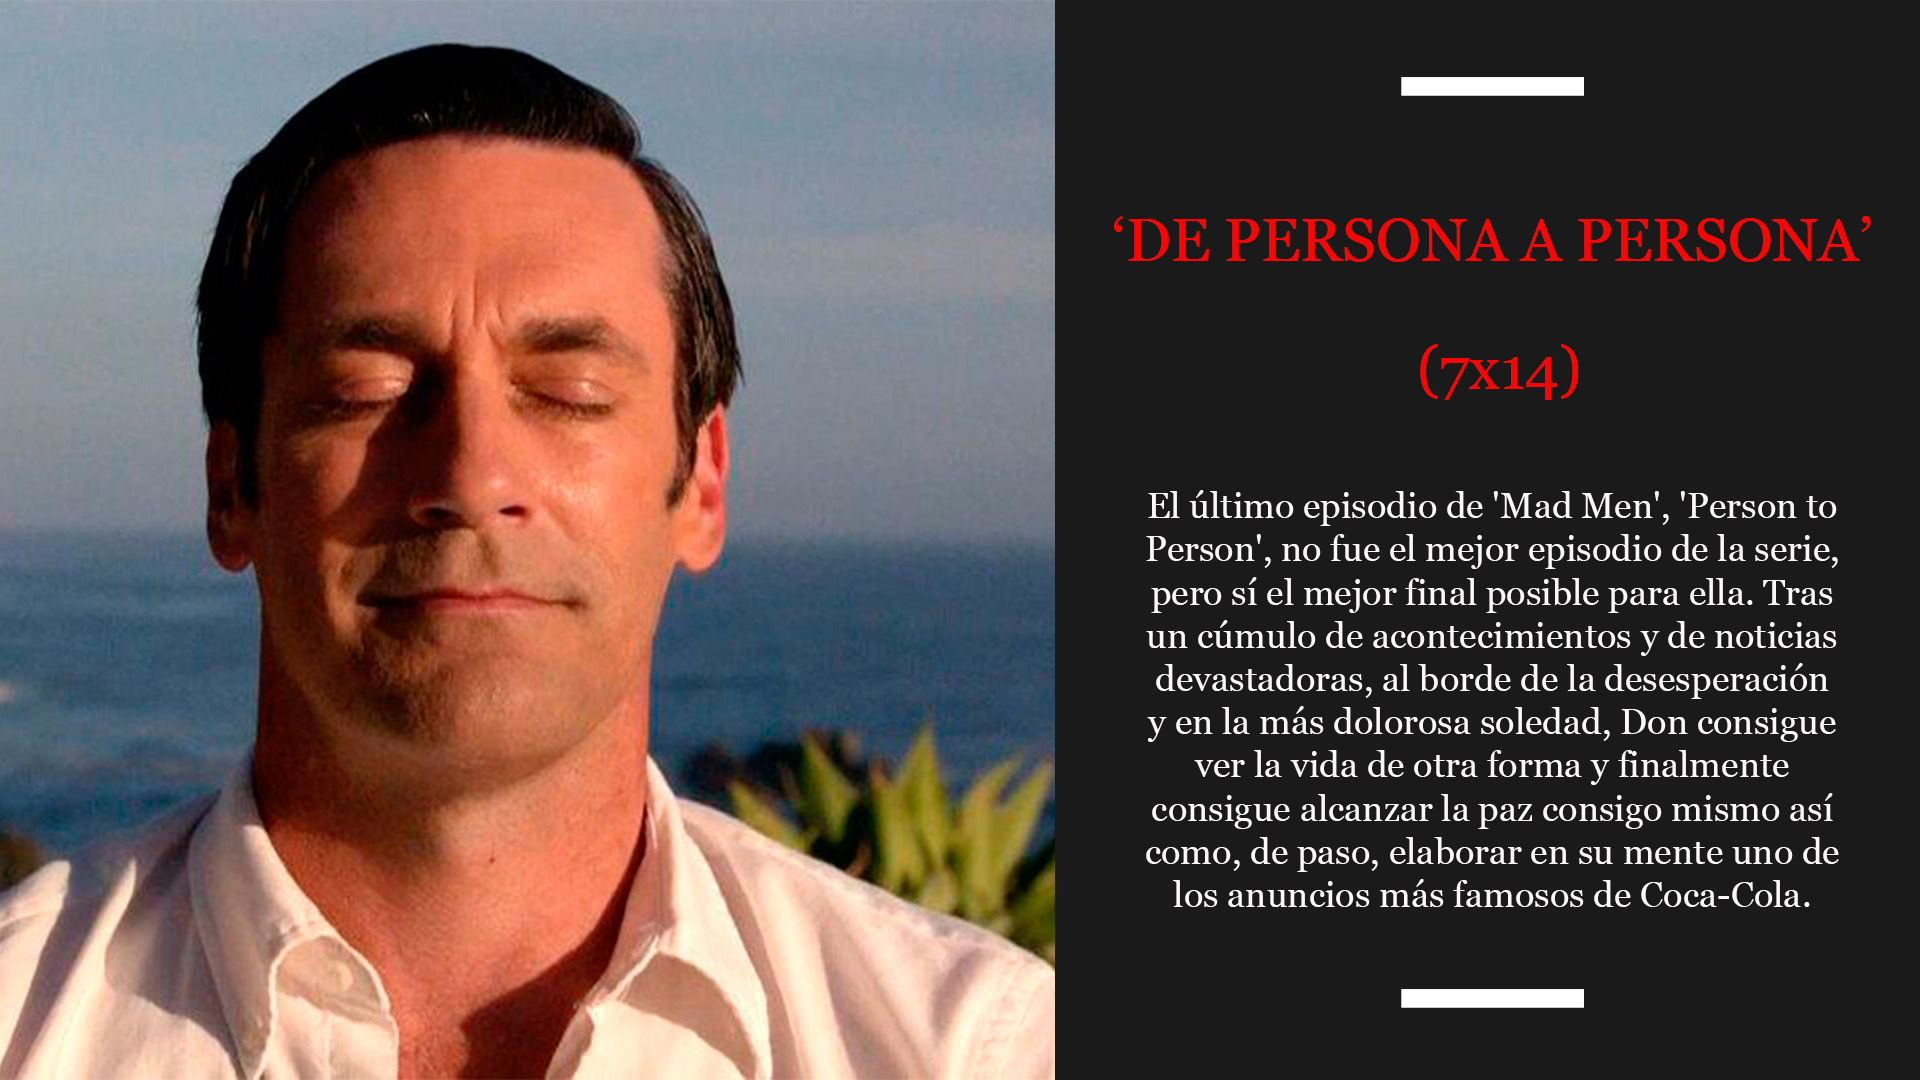 ‘DE PERSONA A PERSONA’
(7x14)
El último episodio de 'Mad Men', 'Person to
Person', no fue el mejor episodio de la serie,
pero sí el mejor final posible para ella. Tras
un cúmulo de acontecimientos y de noticias
devastadoras, al borde de la desesperación
y en la más dolorosa soledad, Don consigue
ver la vida de otra forma y finalmente
consigue alcanzar la paz consigo mismo así
como, de paso, elaborar en su mente uno de
los anuncios más famosos de Coca-Cola.